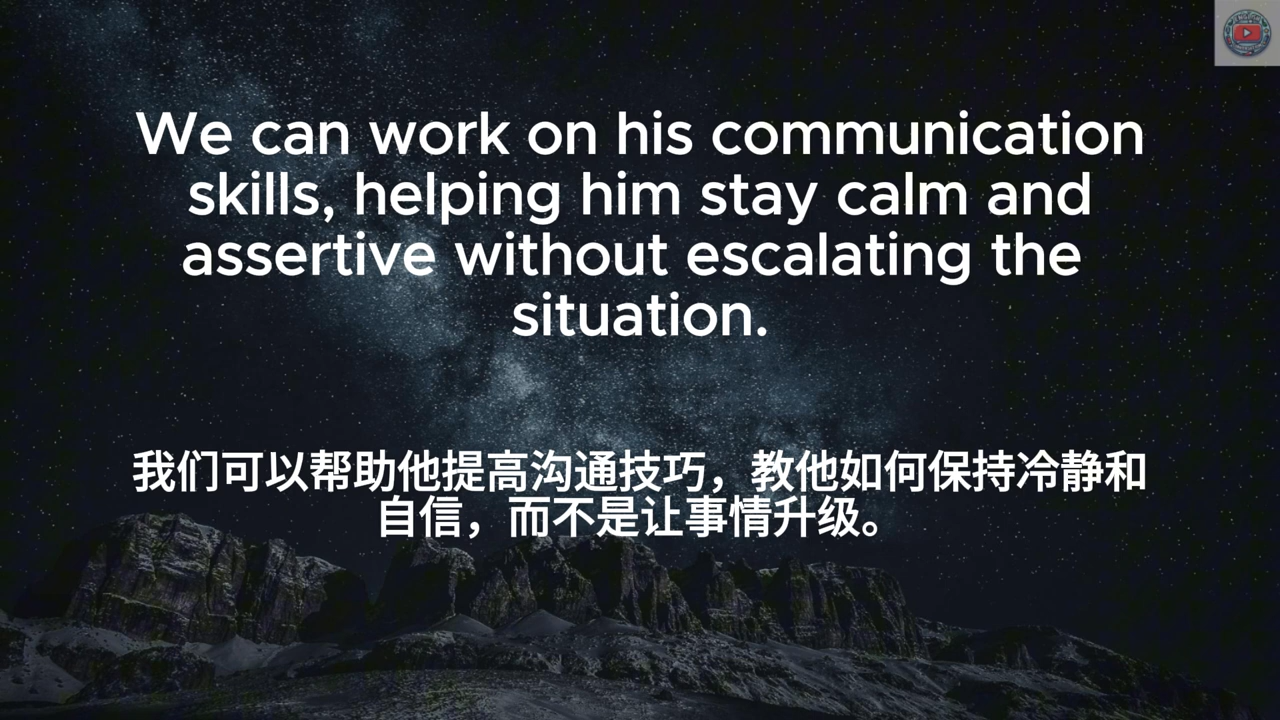 We can work on his communication
skills, helping him stay calm and
assertive without escalating the
situation.
我们可以帮助他提高沟通技巧，教他如何保持冷静和
自信，而不是让事情升级。